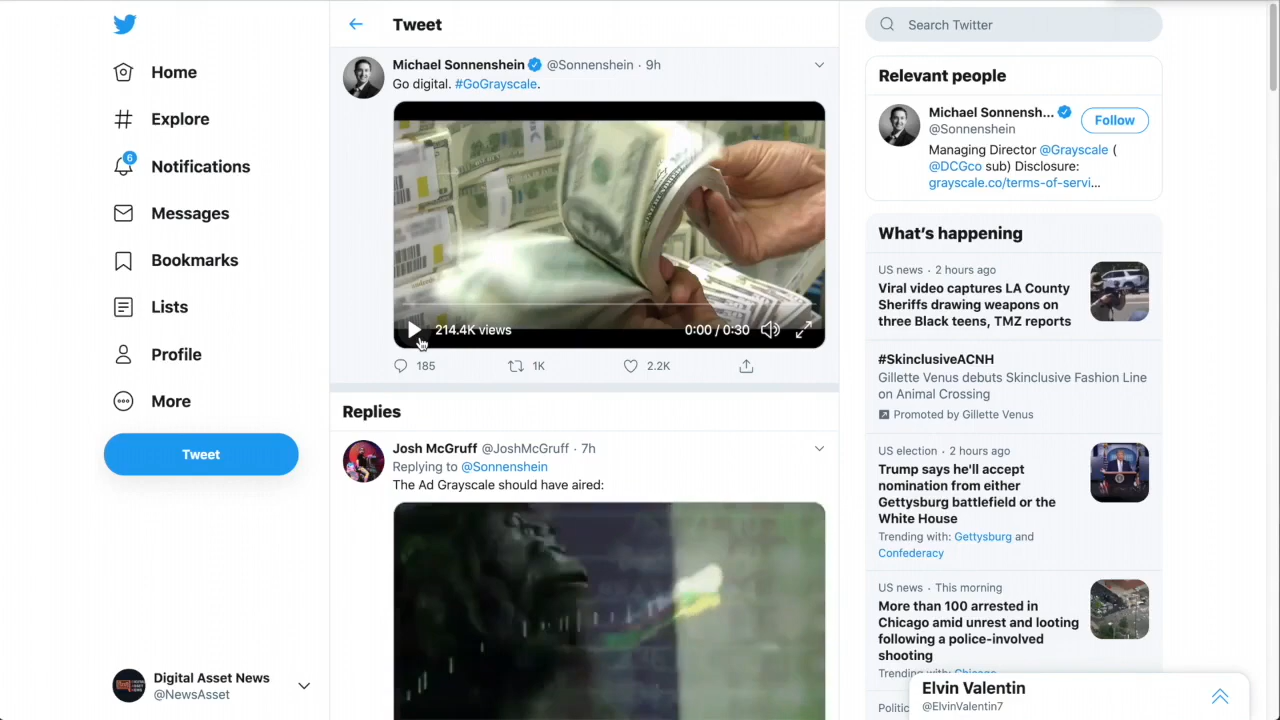 Home
Explore
6
Notifications
Messages
Bookmarks
Lists
Profile
More
Tweet
Digital Asset News
@NewsAsset
Tweet
Michael Sonnenshein @Sonnenshein · 9h
Go digital. #GoGrayscale.
214.4K views
0:00 / 0:30
185
1K
2.2K
Replies
Josh McGruff @JoshMcGruff · 7h
Replying to @Sonnenshein
The Ad Grayscale should have aired:
Search Twitter
Relevant people
Michael Sonnensh...
@Sonnenshein
Follow
Managing Director @Grayscale (
@DCGco sub) Disclosure:
grayscale.co/terms-of-servi...
What's happening
US news · 2 hours ago
Viral video captures LA County
Sheriffs drawing weapons on
three Black teens, TMZ reports
#SkinclusiveACNH
Gillette Venus debuts Skinclusive Fashion Line
on Animal Crossing
Promoted by Gillette Venus
US election · 2 hours ago
Trump says he'll accept
nomination from either
Gettysburg battlefield or the
White House
Trending with: Gettysburg and
Confederacy
US news · This morning
More than 100 arrested in
Chicago amid unrest and looting
following a police-involved
shooting
Trending with: Chicago
Politic
Elvin Valentin
@ElvinValentin7